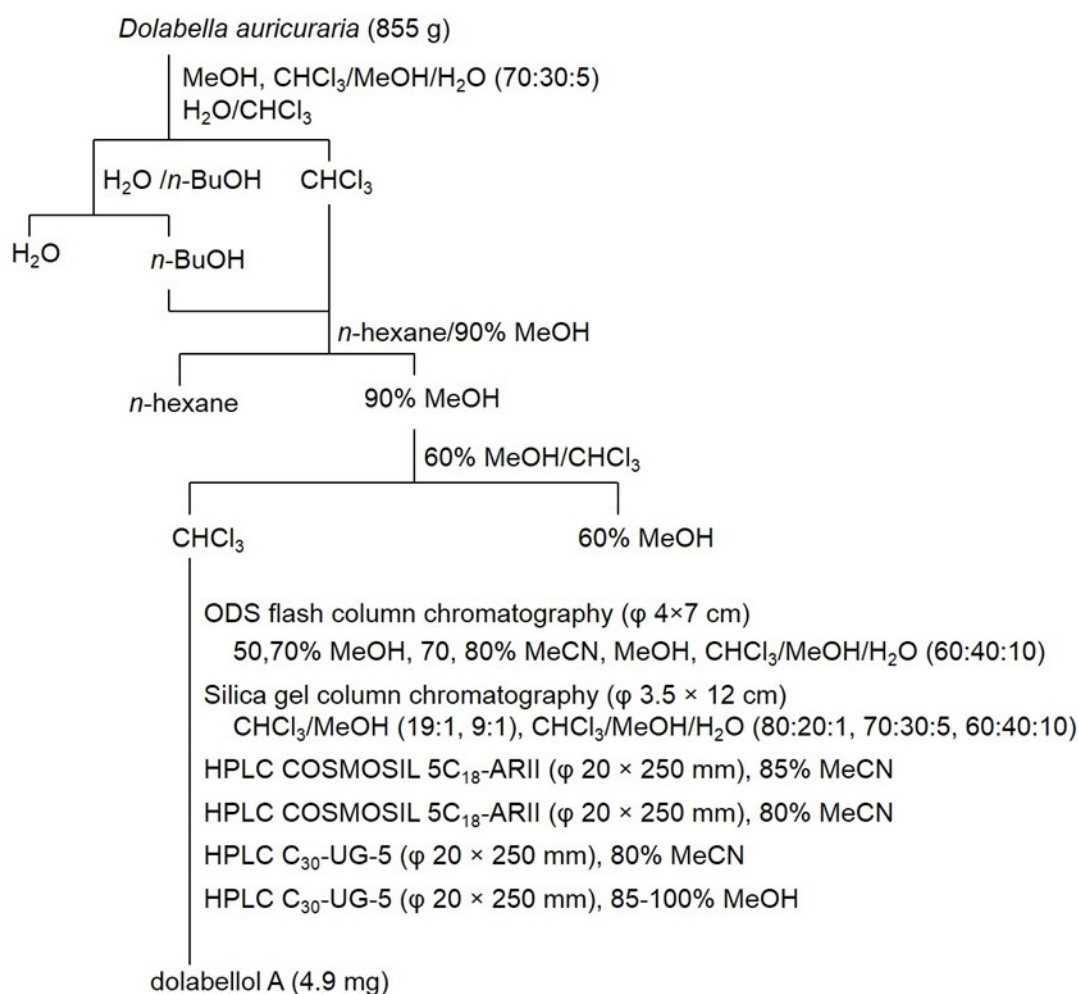 Dolabella auricuraria (855 g)
MeOH, CHCl₃/MeOH/H₂O (70:30:5)
H₂O/CHCl₃
H₂O /n-BuOH
CHCl₃
H₂O
n-BuOH
n-hexane/90% MeOH
n-hexane
90% MeOH
60% MeOH/CHCl₃
CHCl₃
60% MeOH
ODS flash column chromatography (φ 4×7 cm)
50,70% MeOH, 70, 80% MeCN, MeOH, CHCl₃/MeOH/H₂O (60:40:10)
Silica gel column chromatography (φ 3.5 × 12 cm)
CHCl₃/MeOH (19:1, 9:1), CHCl₃/MeOH/H₂O (80:20:1, 70:30:5, 60:40:10)
HPLC COSMOSIL 5C₁₈-ARII (φ 20 × 250 mm), 85% MeCN
HPLC COSMOSIL 5C₁₈-ARII (φ 20 × 250 mm), 80% MeCN
HPLC C₃₀-UG-5 (φ 20 × 250 mm), 80% MeCN
HPLC C₃₀-UG-5 (φ 20 × 250 mm), 85-100% MeOH
dolabellol A (4.9 mg)